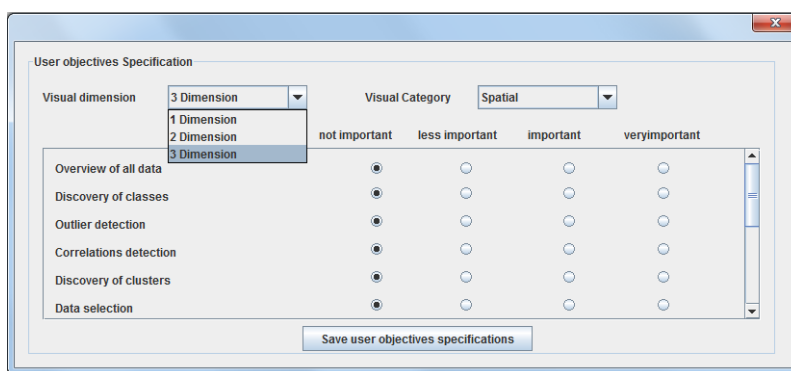 User objectives Specification
Visual dimension 3 Dimension Visual Category Spatial
1 Dimension
2 Dimension
3 Dimension
not important less important important veryimportant
Overview of all data
Discovery of classes
Outlier detection
Correlations detection
Discovery of clusters
Data selection
Save user objectives specifications